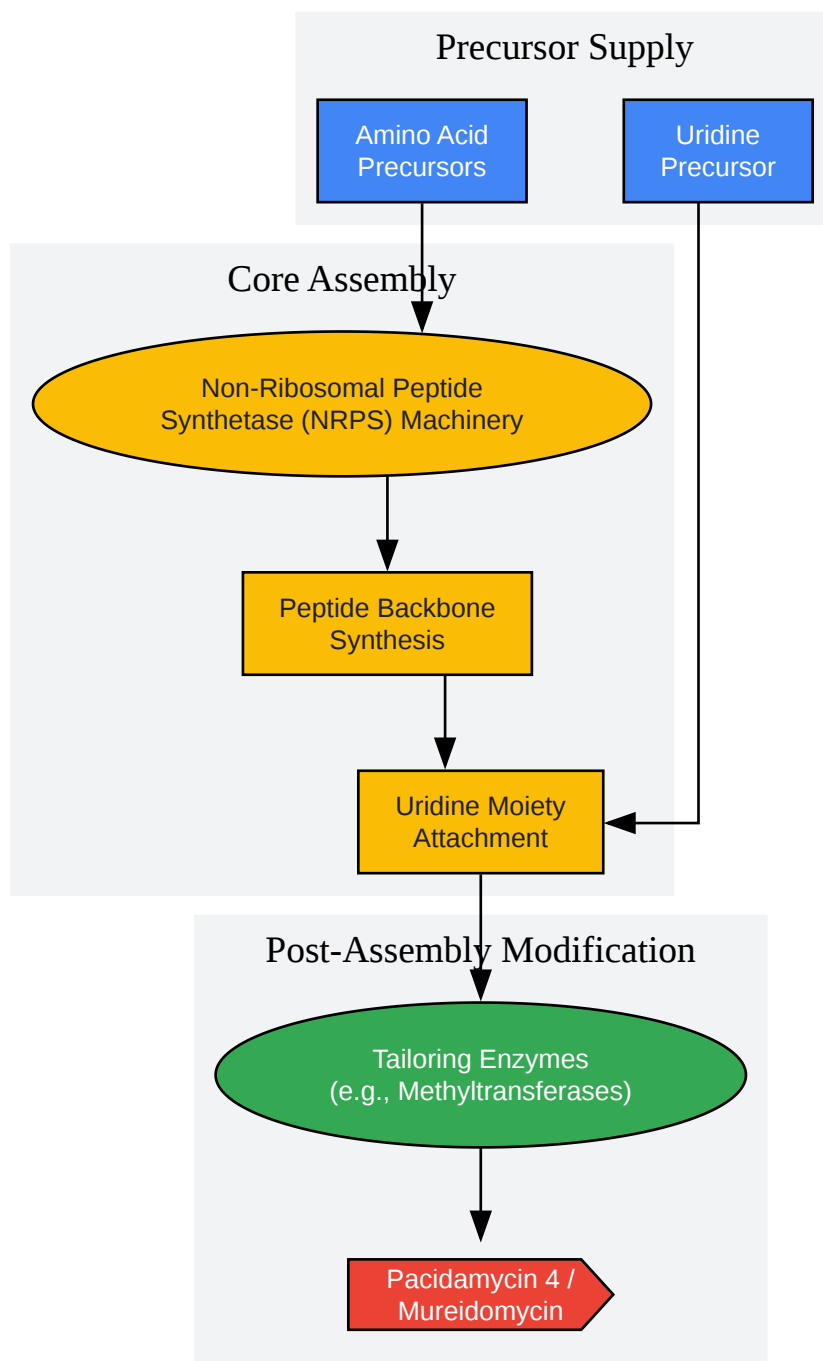 Precursor Supply
Amino Acid
Precursors
Uridine
Precursor
Core Assembly
Non-Ribosomal Peptide
Synthetase (NRPS) Machinery
Peptide Backbone
Synthesis
Uridine Moiety
Attachment
Post-Assembly Modification
Tailoring Enzymes
(e.g., Methyltransferases)
Pacidamycin 4 /
Mureidomycin